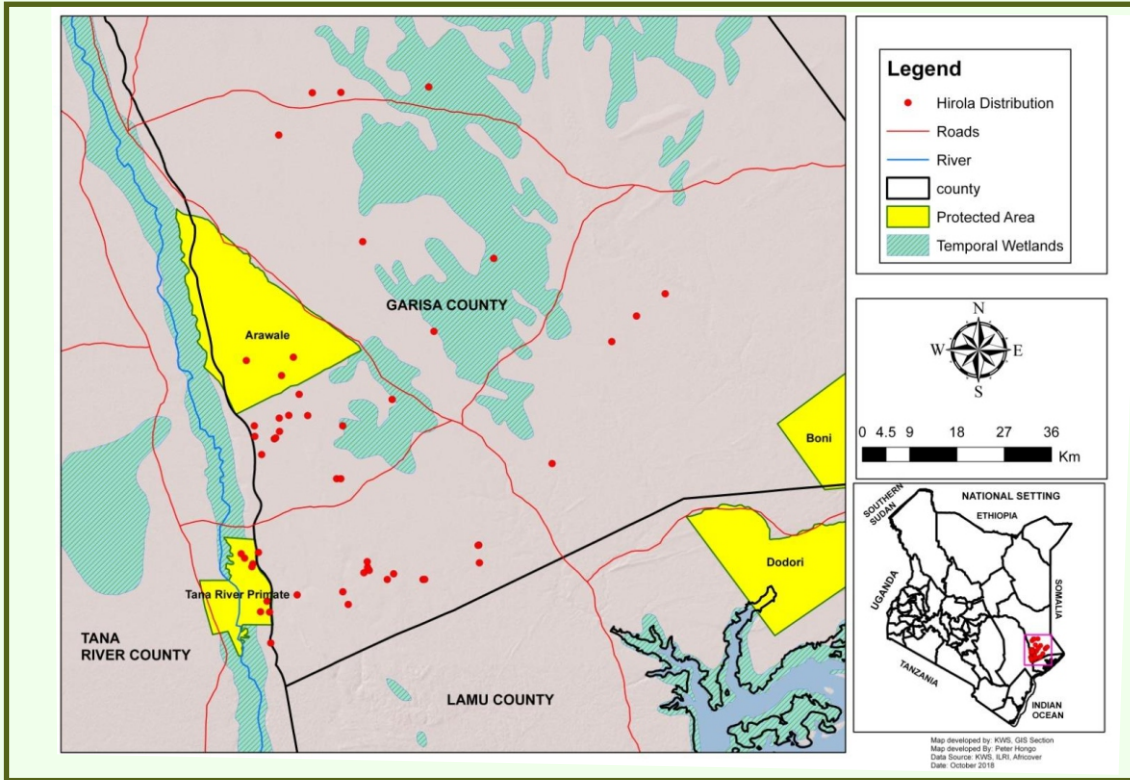 GARISA COUNTY
Arawale
Boni
Dodori
Tana River Primate
TANA
RIVER COUNTY
LAMU COUNTY
Legend
Hirola Distribution
Roads
River
county
Protected Area
Temporal Wetlands
N
W E
S
0 4.5 9 18 27 36
Km
NATIONAL SETTING
SOUTHERN
SUDAN
ETHIOPIA
UGANDA
SOMALIA
TANZANIA
INDIAN
OCEAN
Map developed by: KWS, GIS Section
Map developed By: Peter Hongo
Data Source: KWS, ILRI, Africover
Date: October 2018